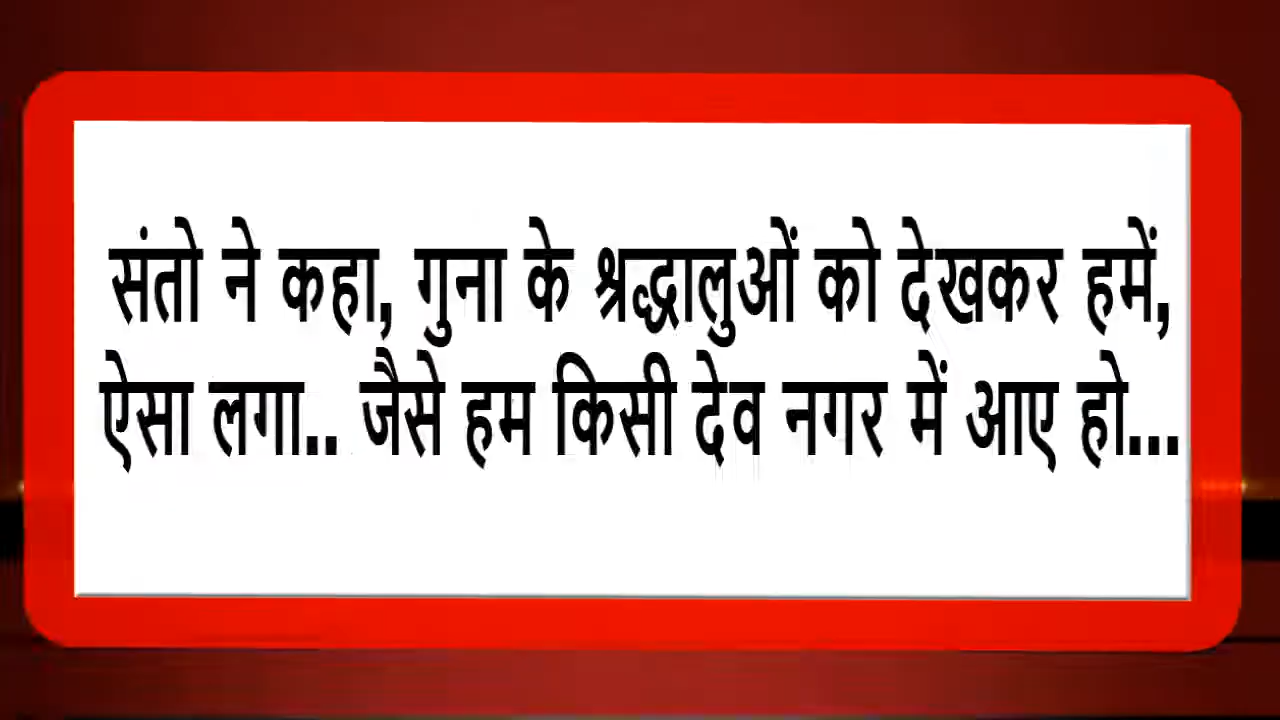 संतो ने कहा, गुना के श्रद्धालुओं को देखकर हमें,
ऐसा लगा.. जैसे हम किसी देव नगर में आए हो...